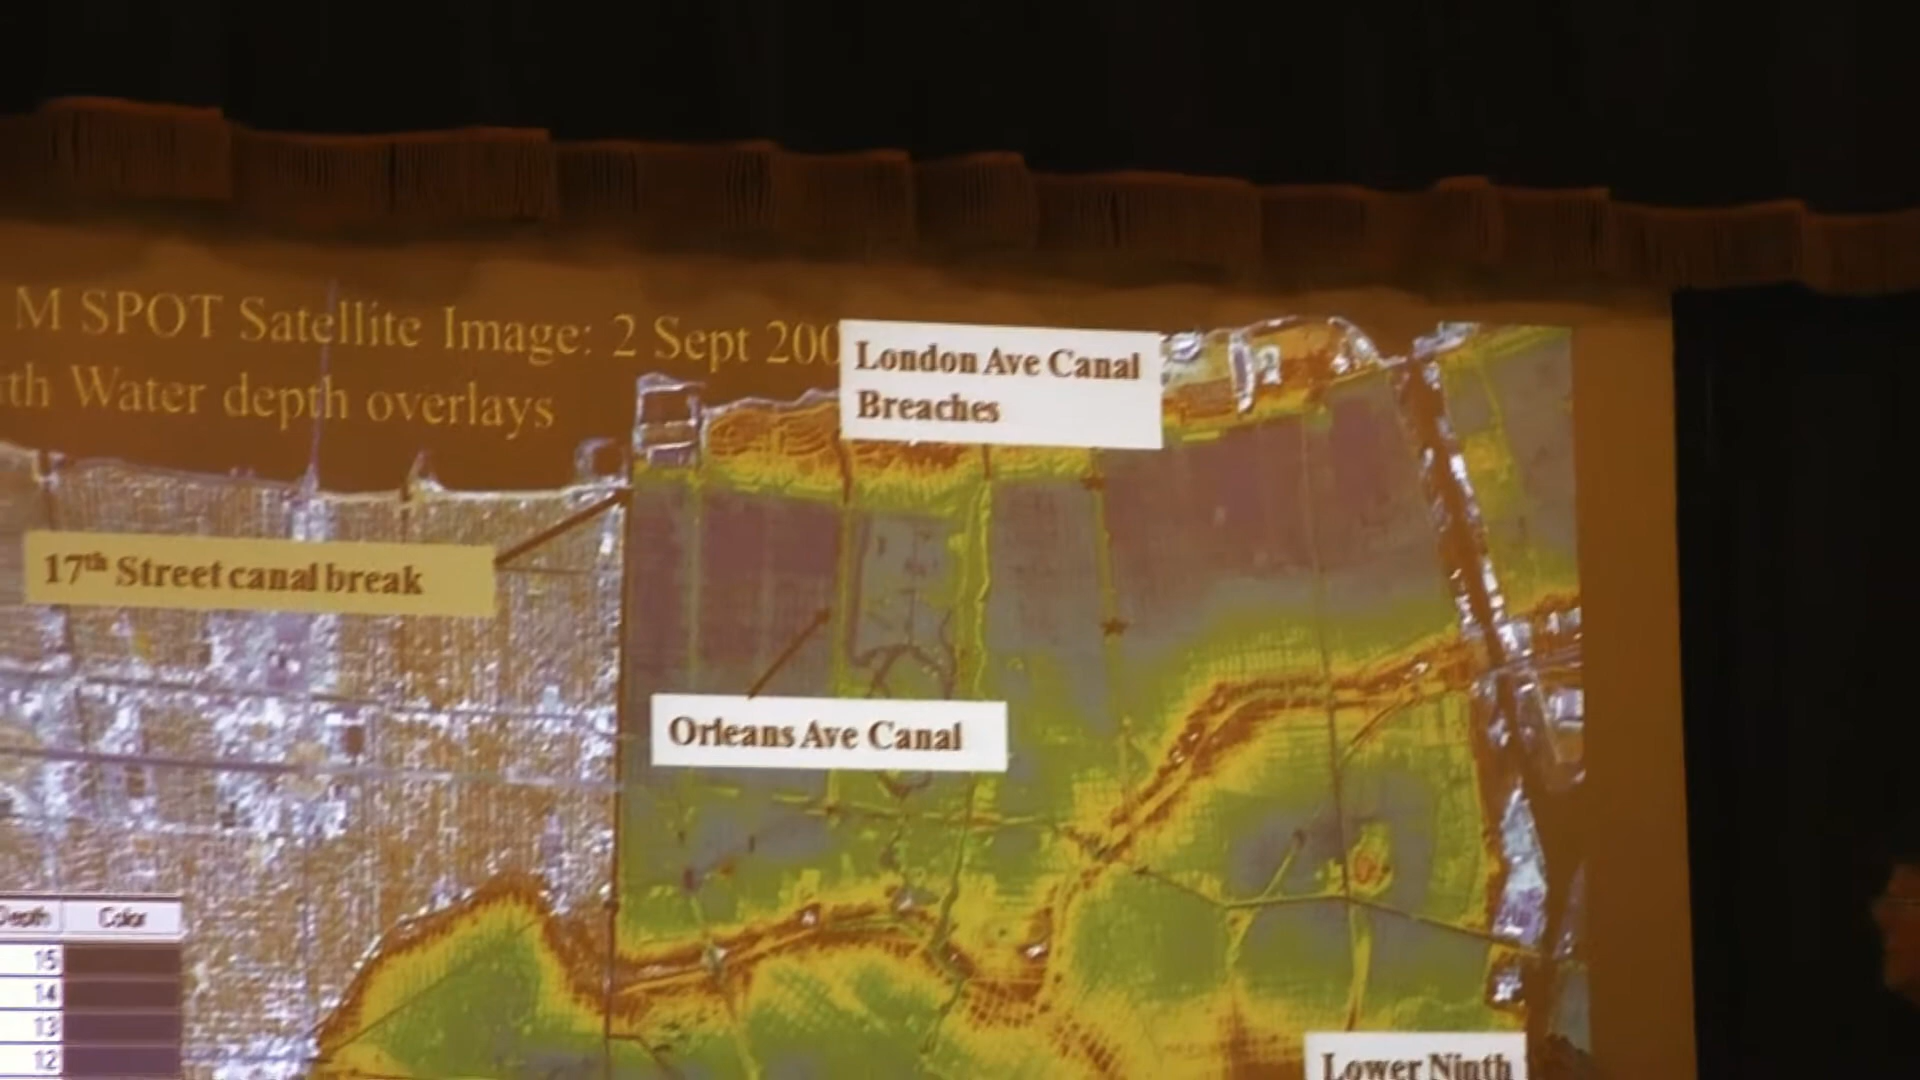 M SPOT Satellite Image: 2 Sept 200
th Water depth overlays
London Ave Canal
Breaches
17th Street canal break
Orleans Ave Canal
Depth Color
15
14
13
12
Lower Ninth